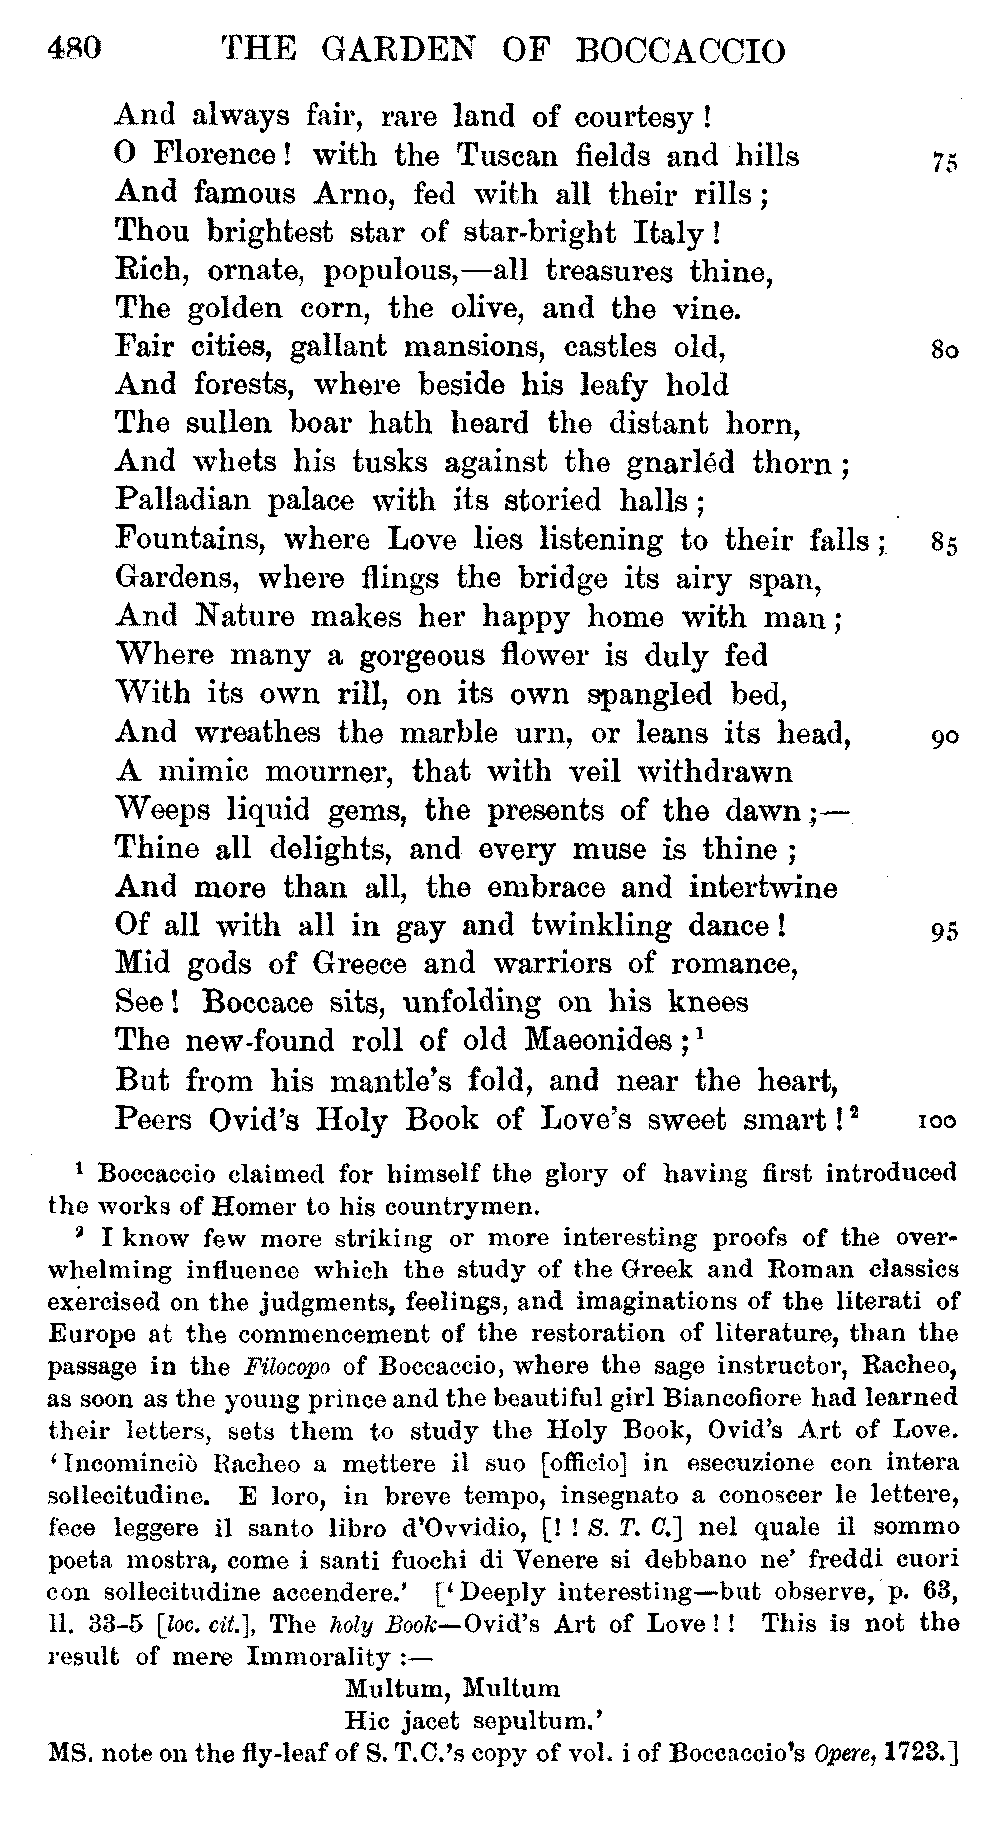 480 THE GARDEN OF BOCCACCIO
And always fair, rare land of courtesy !
O Florence ! with the Tuscan fields and hills 75
And famous Arno, fed with all their rills ;
Thou brightest star of star-bright Italy !
Rich, ornate, populous,—all treasures thine,
The golden corn, the olive, and the vine.
Fair cities, gallant mansions, castles old, 80
And forests, where beside his leafy hold
The sullen boar hath heard the distant horn,
And whets his tusks against the gnarléd thorn ;
Palladian palace with its storied halls ;
Fountains, where Love lies listening to their falls ; 85
Gardens, where flings the bridge its airy span,
And Nature makes her happy home with man ;
Where many a gorgeous flower is duly fed
With its own rill, on its own spangled bed,
And wreathes the marble urn, or leans its head, 90
A mimic mourner, that with veil withdrawn
Weeps liquid gems, the presents of the dawn ;—
Thine all delights, and every muse is thine ;
And more than all, the embrace and intertwine
Of all with all in gay and twinkling dance ! 95
Mid gods of Greece and warriors of romance,
See ! Boccace sits, unfolding on his knees
The new-found roll of old Maeonides ;¹
But from his mantle's fold, and near the heart,
Peers Ovid's Holy Book of Love's sweet smart !² 100
¹ Boccaccio claimed for himself the glory of having first introduced
the works of Homer to his countrymen.
² I know few more striking or more interesting proofs of the over-
whelming influence which the study of the Greek and Roman classics
exercised on the judgments, feelings, and imaginations of the literati of
Europe at the commencement of the restoration of literature, than the
passage in the Filocopo of Boccaccio, where the sage instructor, Racheo,
as soon as the young prince and the beautiful girl Biancofiore had learned
their letters, sets them to study the Holy Book, Ovid's Art of Love.
'Incominciò Racheo a mettere il suo [officio] in esecuzione con intera
sollecitudine. E loro, in breve tempo, insegnato a conoscer le lettere,
fece leggere il santo libro d'Ovvidio, [! ! S. T. C.] nel quale il sommo
poeta mostra, come i santi fuochi di Venere si debbano ne' freddi cuori
con sollecitudine accendere.' ['Deeply interesting—but observe, p. 63,
ll. 33-5 [loc. cit.], The holy Book—Ovid's Art of Love ! ! This is not the
result of mere Immorality :—
Multum, Multum
Hic jacet sepultum.'
MS. note on the fly-leaf of S. T.C.'s copy of vol. i of Boccaccio's Opere, 1723.]